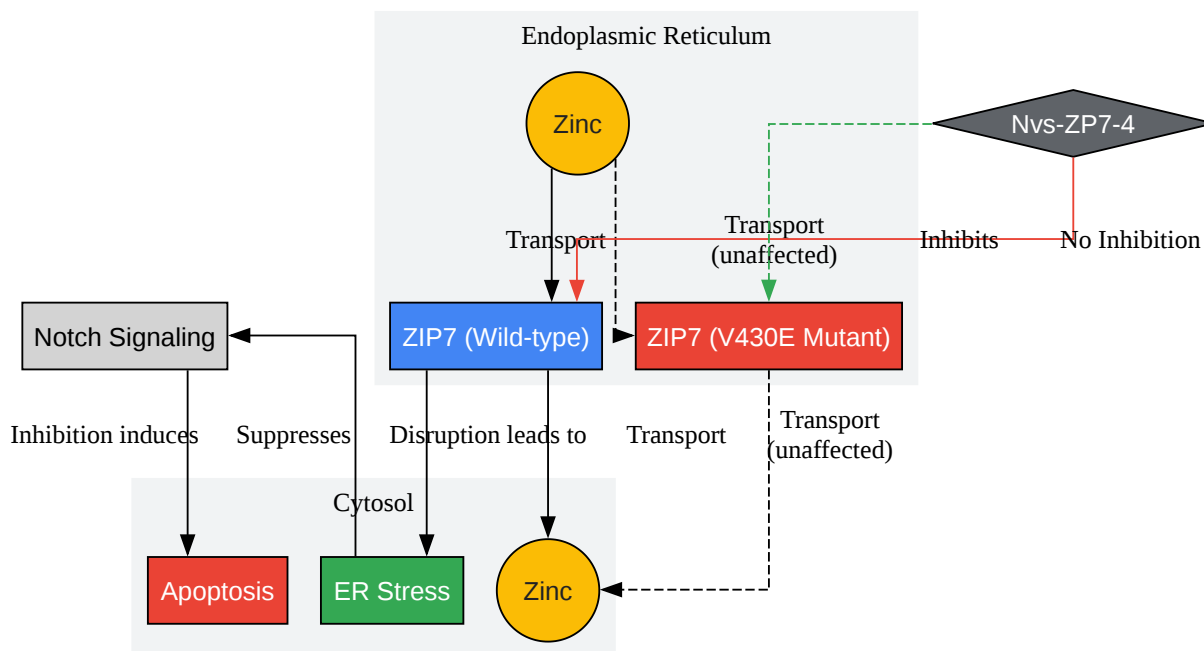 Endoplasmic Reticulum
Zinc
Nvs-ZP7-4
Transport
Transport
(unaffected)
Inhibits
No Inhibition
Notch Signaling
ZIP7 (Wild-type)
ZIP7 (V430E Mutant)
Inhibition induces
Suppresses
Disruption leads to
Transport
Transport
(unaffected)
Cytosol
Apoptosis
ER Stress
Zinc